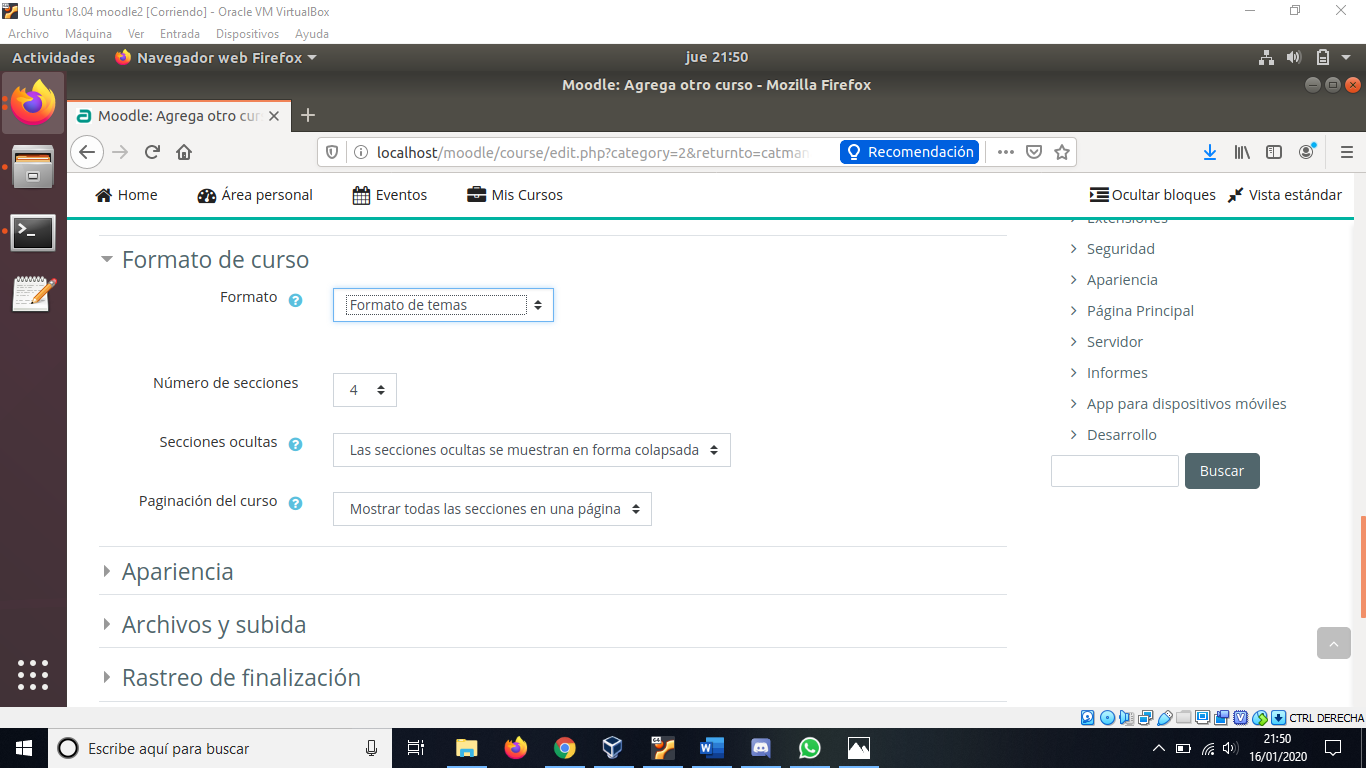 Ubuntu 18.04 moodle2 [Corriendo] - Oracle VM VirtualBox
Archivo Máquina Ver Entrada Dispositivos Ayuda
Actividades Navegador web Firefox jue 21:50
Moodle: Agrega otro curso - Mozilla Firefox
Moodle: Agrega otro cur
localhost/moodle/course/edit.php?category=2&returnto=catman Recomendación
Home Área personal Eventos Mis Cursos Ocultar bloques Vista estándar
Extensiones
Formato de curso
Formato ? Formato de temas
Número de secciones 4
Secciones ocultas ? Las secciones ocultas se muestran en forma colapsada
Paginación del curso ? Mostrar todas las secciones en una página
Apariencia
Archivos y subida
Rastreo de finalización
Seguridad
Apariencia
Página Principal
Servidor
Informes
App para dispositivos móviles
Desarrollo
Buscar
CTRL DERECHA
Escribe aquí para buscar
21:50
16/01/2020